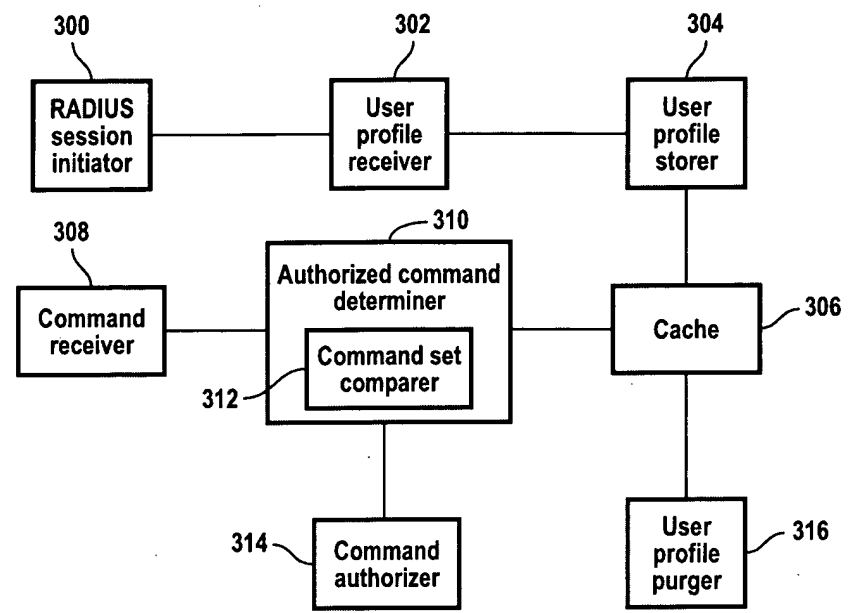 300
302
304
RADIUS
session
initiator
User
profile
receiver
User
profile
storer
308
310
Command
receiver
Authorized command
determiner
312
Command set
comparer
Cache
306
314
Command
authorizer
User
profile
purger
316